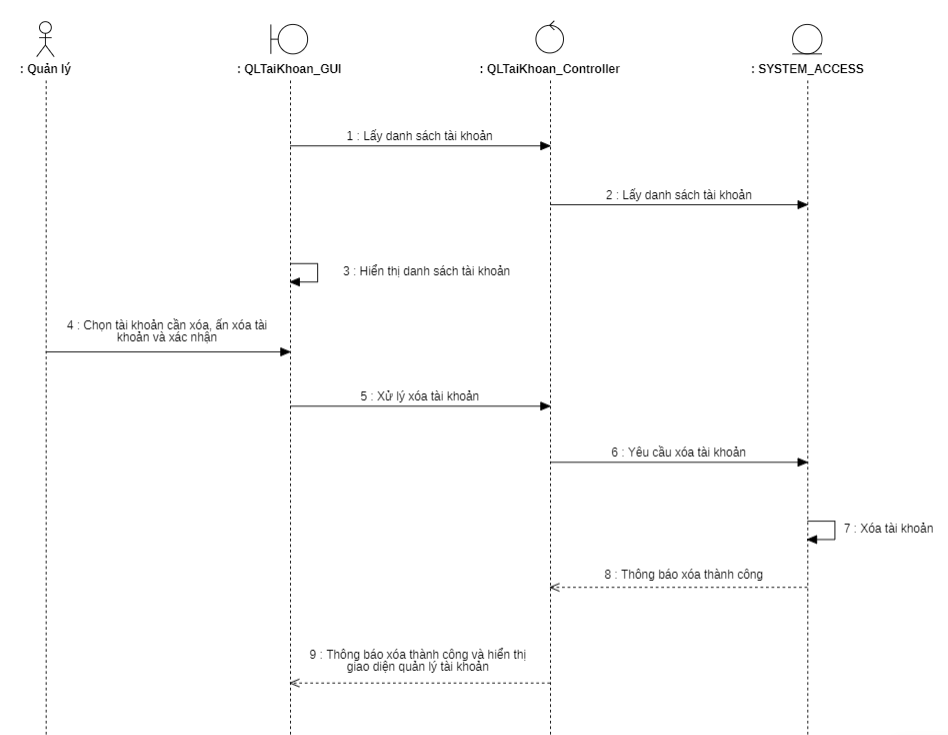 : Quản lý
: QLTaiKhoan_GUI
: QLTaiKhoan_Controller
: SYSTEM_ACCESS
1 : Lấy danh sách tài khoản
2 : Lấy danh sách tài khoản
3 : Hiển thị danh sách tài khoản
4 : Chọn tài khoản cần xóa, ấn xóa tài
khoản và xác nhận
5 : Xử lý xóa tài khoản
6 : Yêu cầu xóa tài khoản
7 : Xóa tài khoản
8 : Thông báo xóa thành công
9 : Thông báo xóa thành công và hiển thị
giao diện quản lý tài khoản